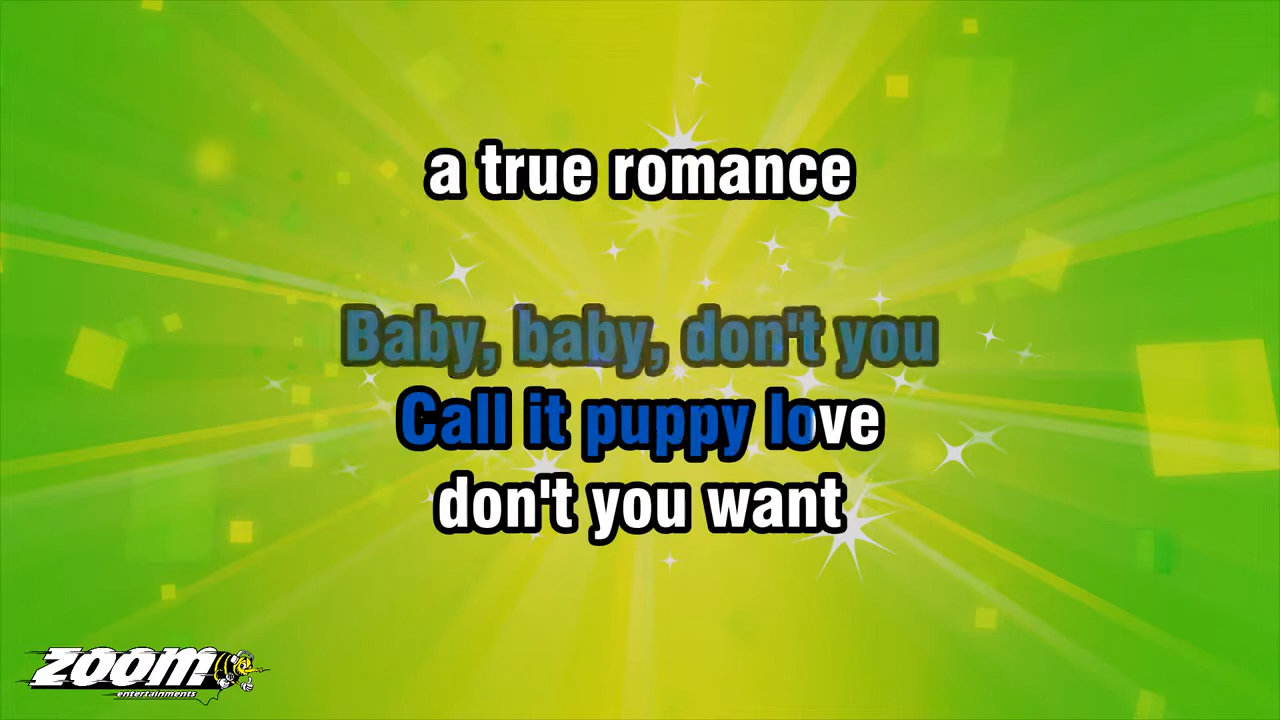 a true romance
Baby, baby, don't you
Call it puppy love
don't you want
zoom
entertainments